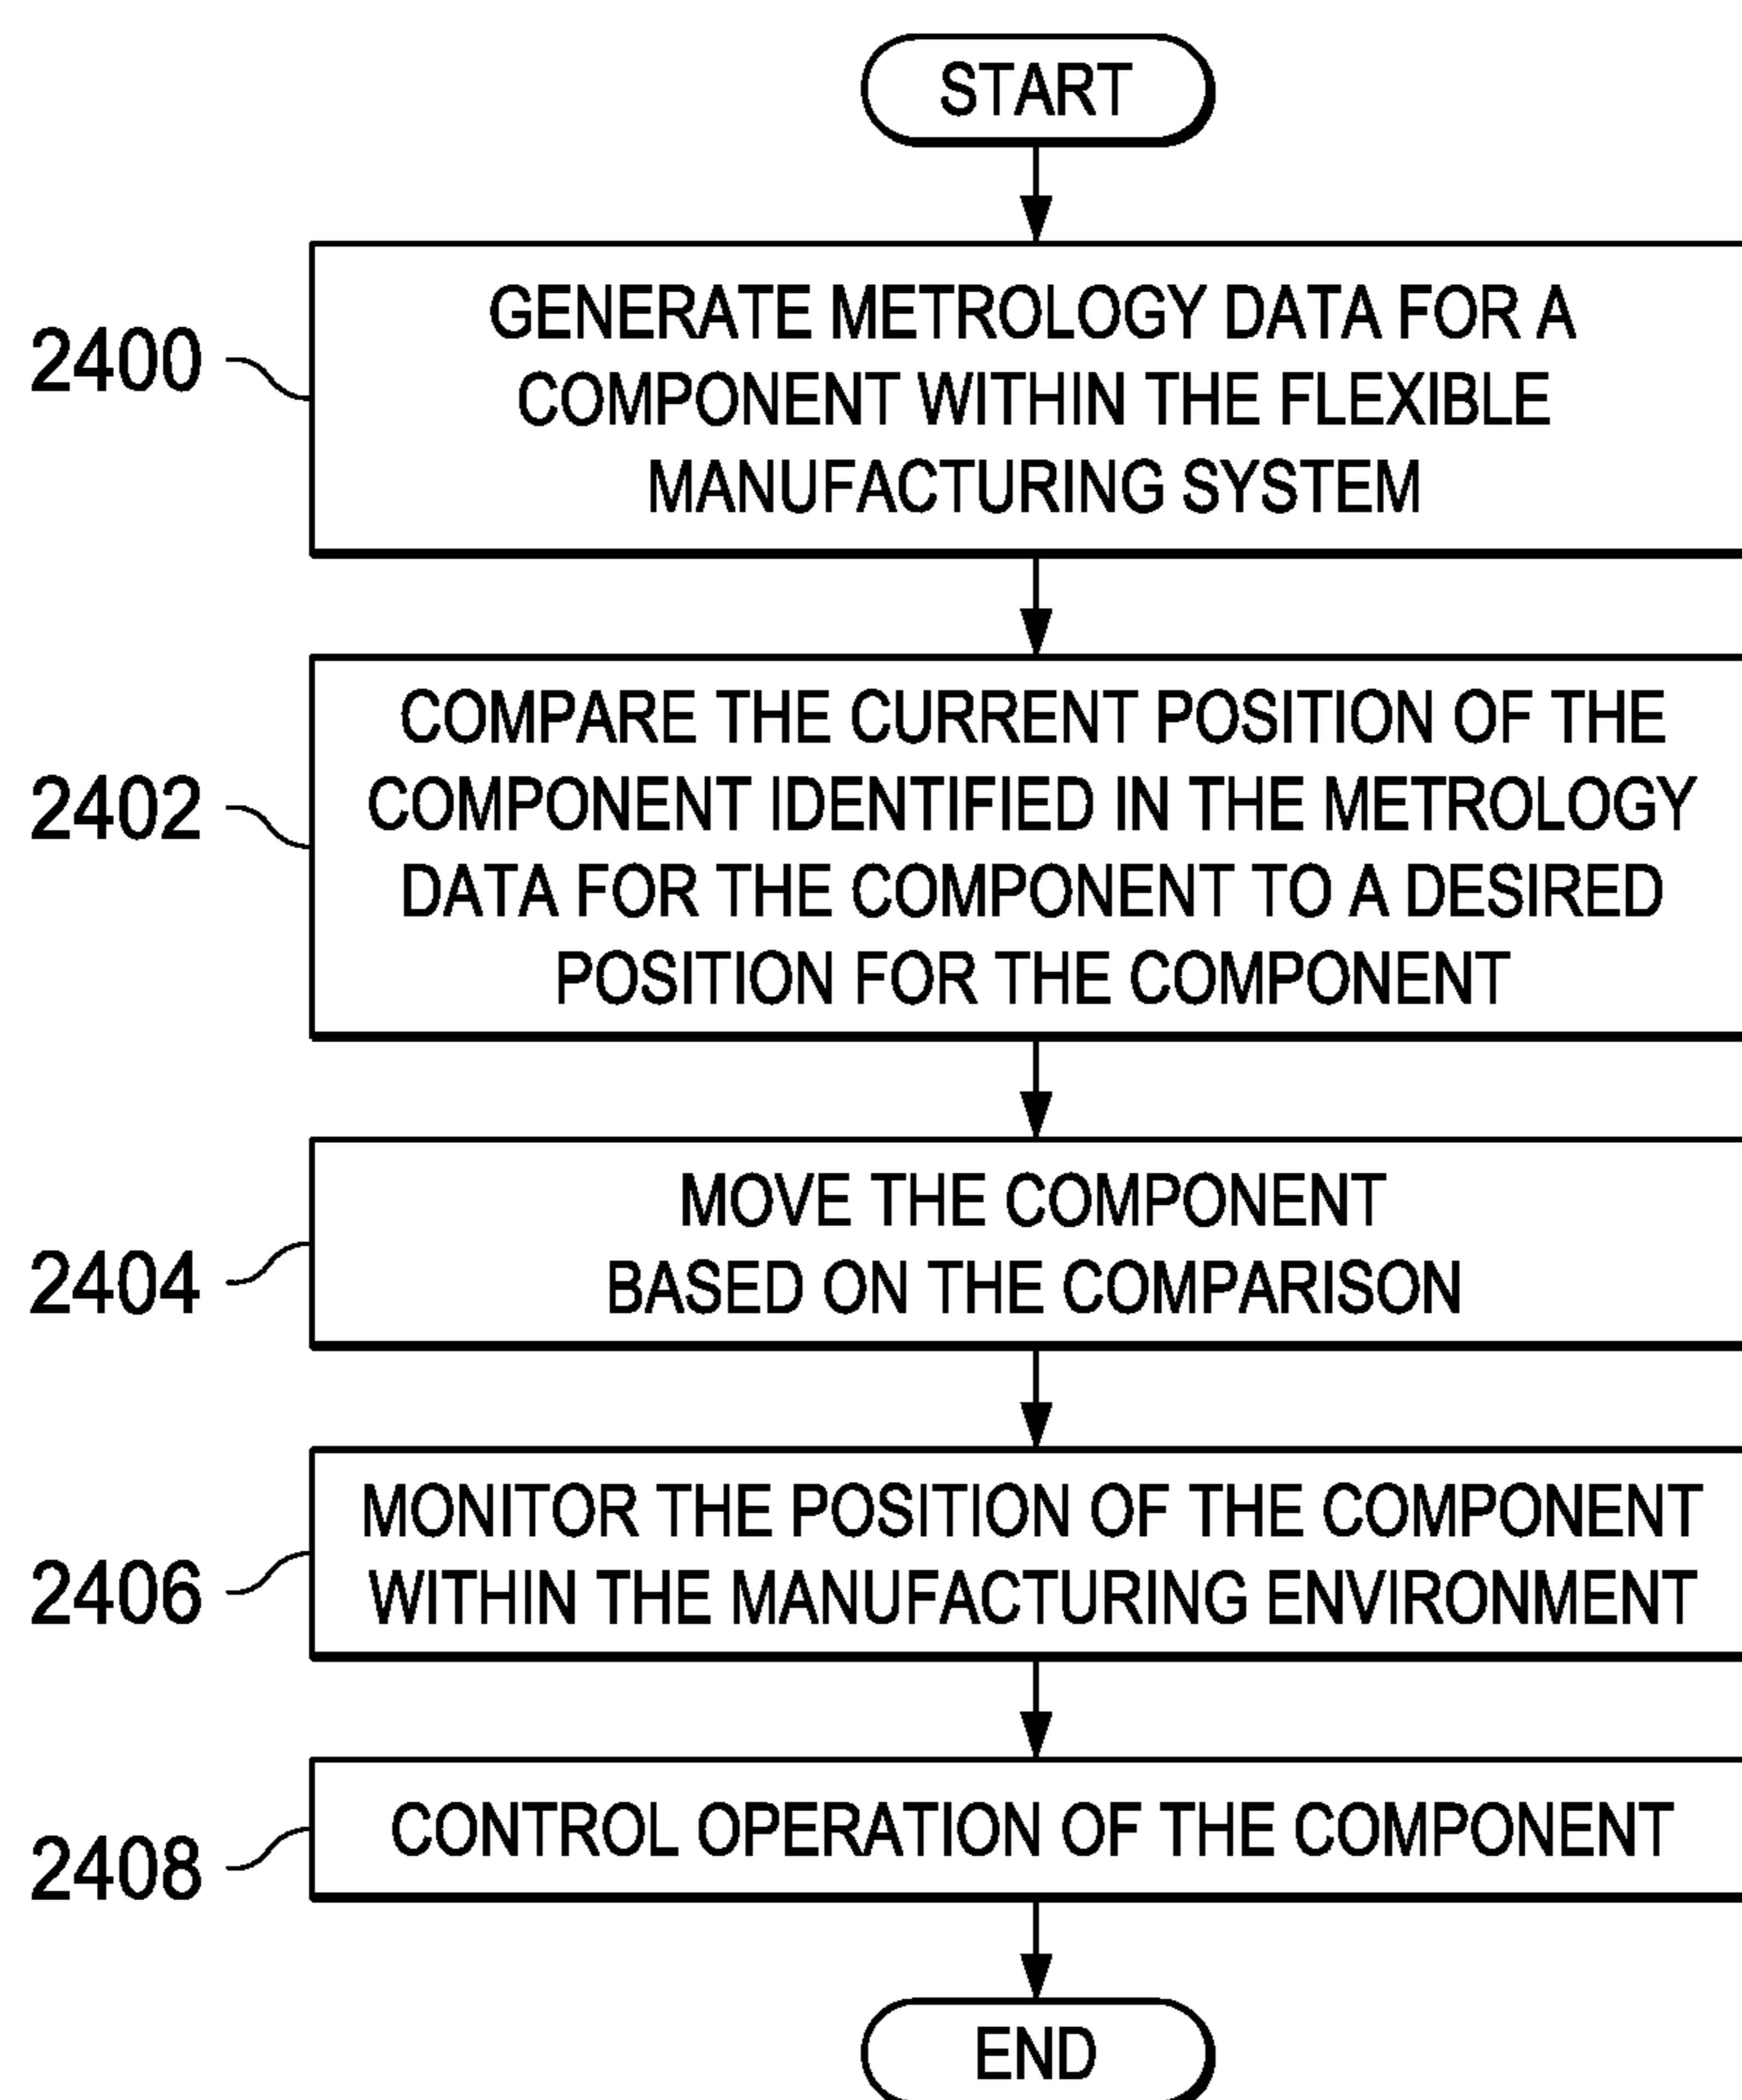 START
2400
GENERATE METROLOGY DATA FOR A
COMPONENT WITHIN THE FLEXIBLE
MANUFACTURING SYSTEM
2402
COMPARE THE CURRENT POSITION OF THE
COMPONENT IDENTIFIED IN THE METROLOGY
DATA FOR THE COMPONENT TO A DESIRED
POSITION FOR THE COMPONENT
2404
MOVE THE COMPONENT
BASED ON THE COMPARISON
2406
MONITOR THE POSITION OF THE COMPONENT
WITHIN THE MANUFACTURING ENVIRONMENT
2408
CONTROL OPERATION OF THE COMPONENT
END